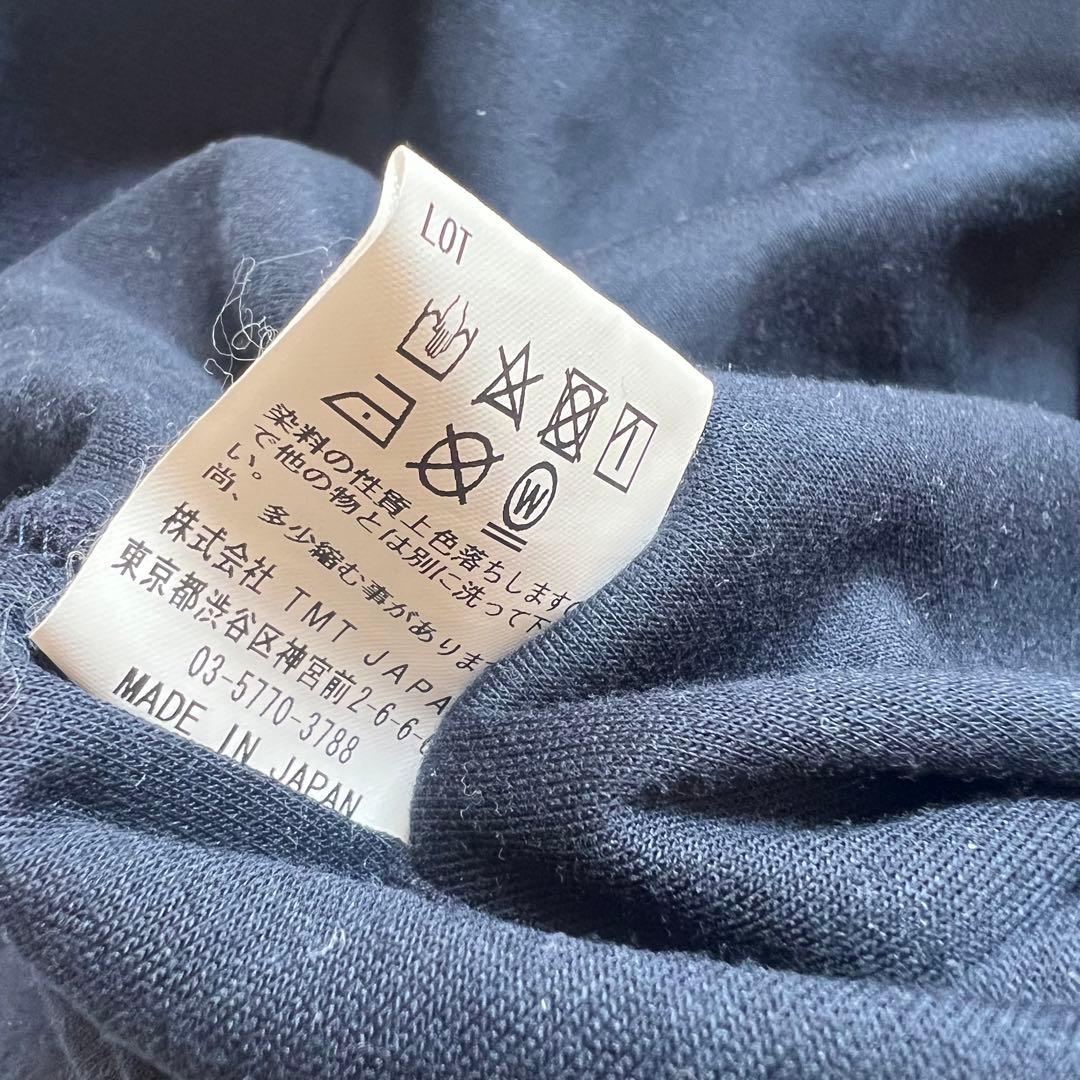 LOT
W
染料の性質上色落ちします
で他の物とは別に洗って下
い。
尚、多少縮む事がありま
株式会社 TMT JAPA
東京都渋谷区神宮前2-6-6-
03-5770-3788
MADE IN JAPAN